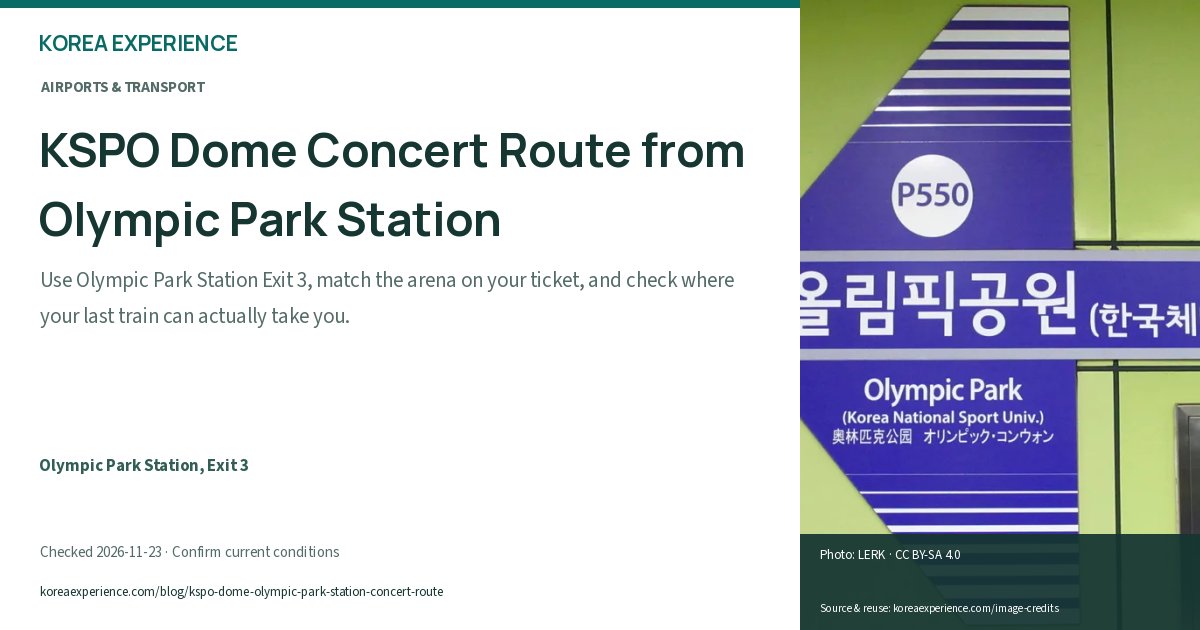 KOREA EXPERIENCE
AIRPORTS & TRANSPORT
KSPO Dome Concert Route from
Olympic Park Station
Use Olympic Park Station Exit 3, match the arena on your ticket, and check where
your last train can actually take you.
Olympic Park Station, Exit 3
Checked 2026-11-23 · Confirm current conditions
koreaexperience.com/blog/kspo-dome-olympic-park-station-concert-route
P550
올림픽공원 (한국체
Olympic Park
(Korea National Sport Univ.)
奥林匹克公园 オリンピック·コンウォン
Photo: LERK · CC BY-SA 4.0
Source & reuse: koreaexperience.com/image-credits